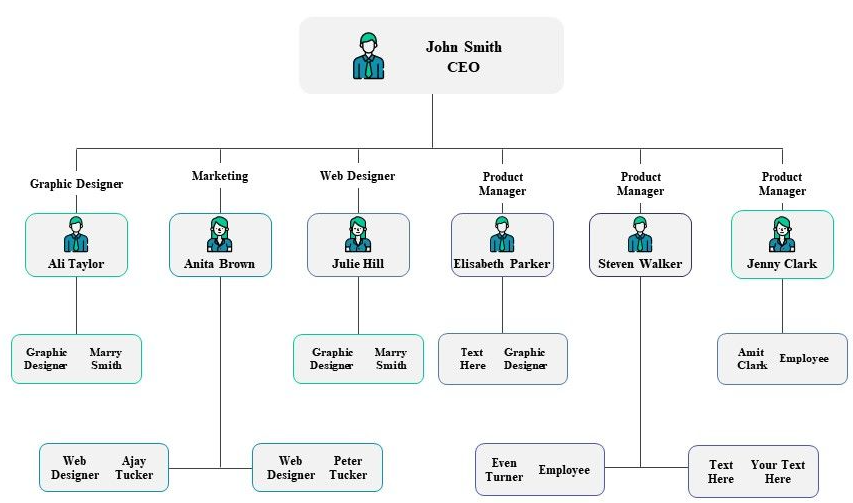 John Smith
CEO
Graphic Designer
Marketing
Web Designer
Product
Manager
Product
Manager
Product
Manager
Ali Taylor
Anita Brown
Julie Hill
Elisabeth Parker
Steven Walker
Jenny Clark
Graphic
Designer
Marry
Smith
Graphic
Designer
Marry
Smith
Text
Here
Graphic
Designer
Amit
Clark
Employee
Web
Designer
Ajay
Tucker
Web
Designer
Peter
Tucker
Even
Turner
Employee
Text
Here
Your Text
Here